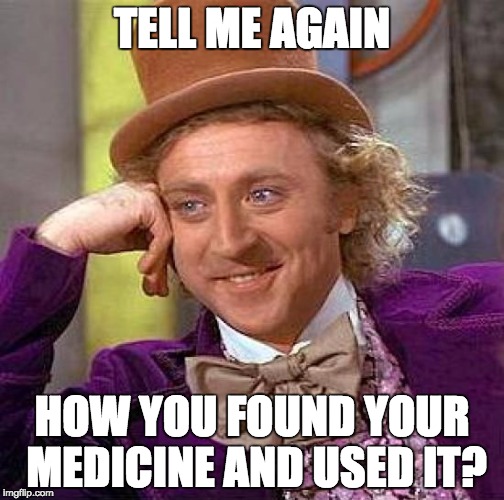 TELL ME AGAIN
HOW YOU FOUND YOUR
MEDICINE AND USED IT?
imgflip.com